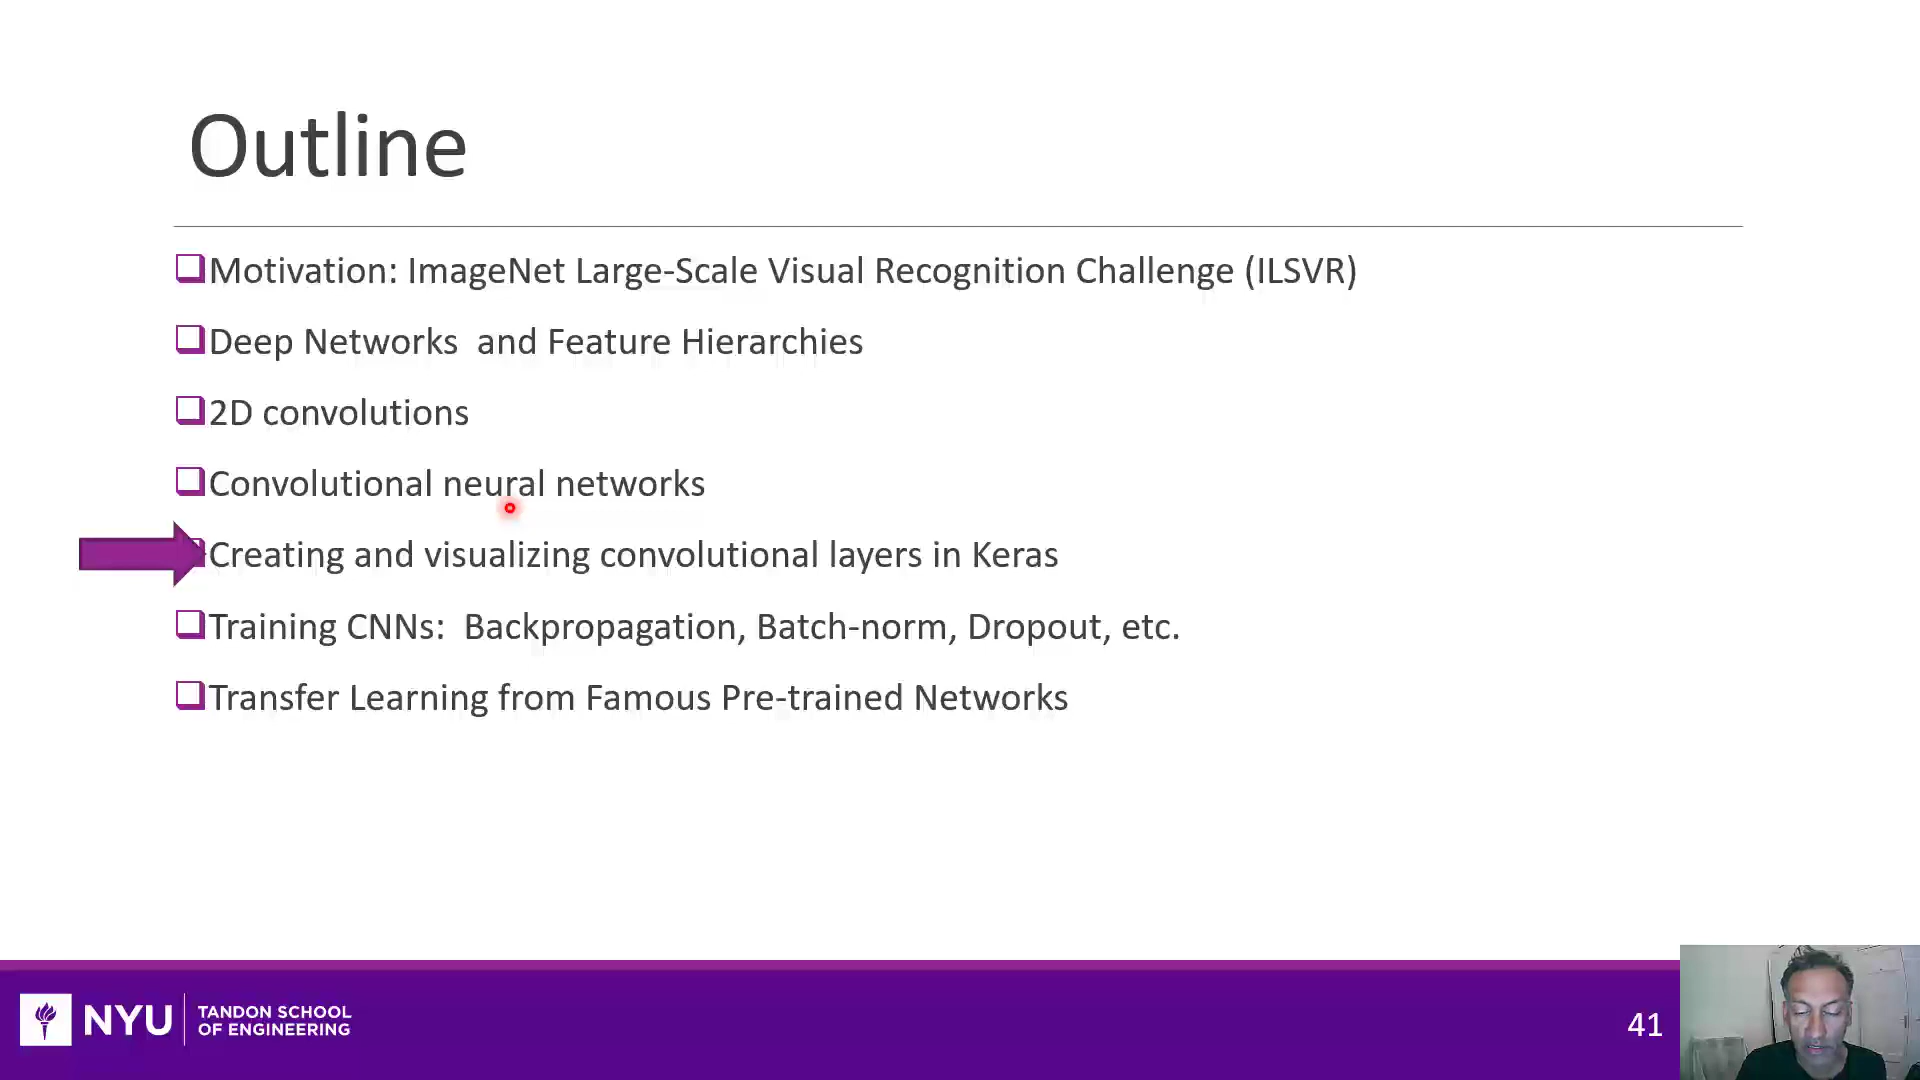 Outline
Motivation: ImageNet Large-Scale Visual Recognition Challenge (ILSVR)
Deep Networks  and Feature Hierarchies
2D convolutions
Convolutional neural networks
Creating and visualizing convolutional layers in Keras
Training CNNs:  Backpropagation, Batch-norm, Dropout, etc.
Transfer Learning from Famous Pre-trained Networks
NYU
TANDON SCHOOL
OF ENGINEERING
41